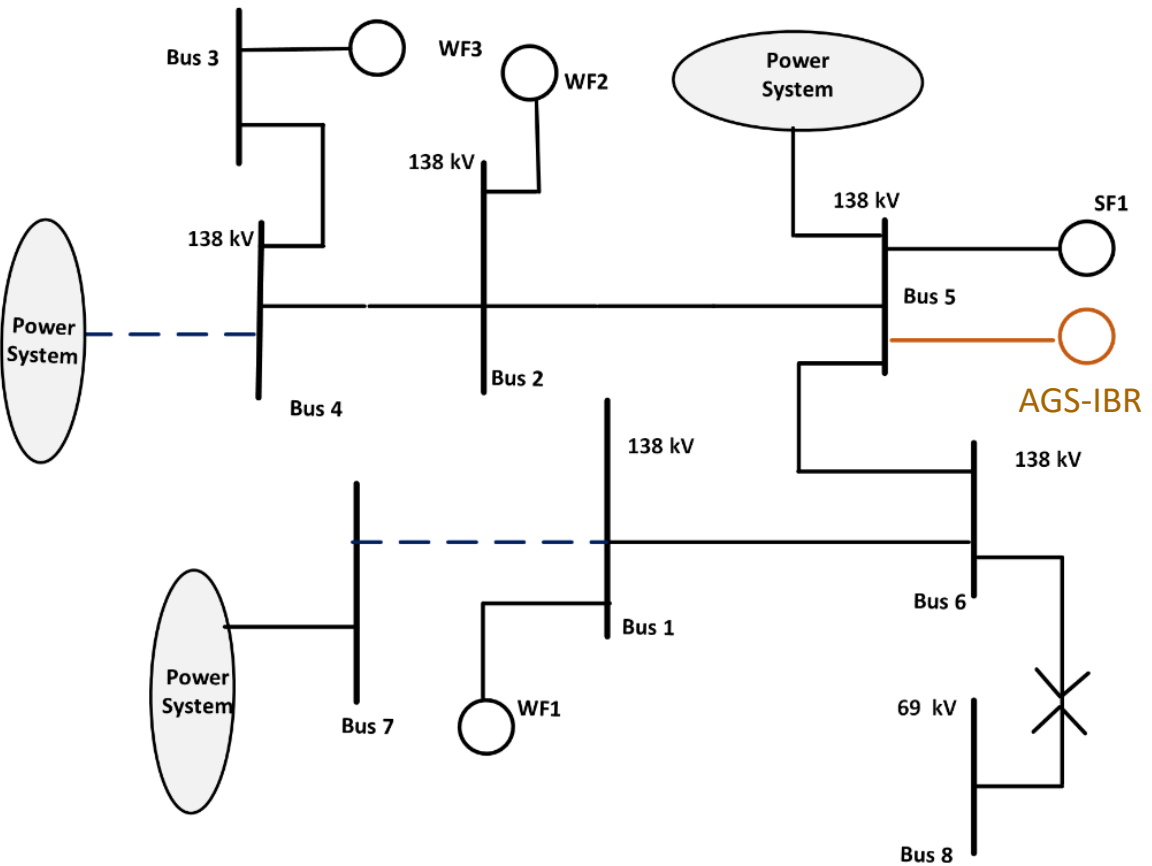 Bus 3
WF3
WF2
Power
System
138 kV
138 kV
SF1
138 kV
Bus 5
Power
System
Bus 2
Bus 4
AGS-IBR
138 kV
138 kV
Bus 6
Bus 1
Power
System
WF1
69 kV
Bus 7
Bus 8